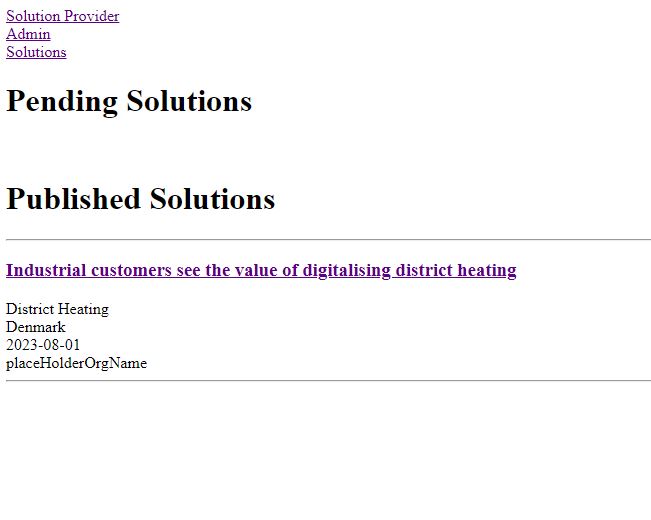 Solution Provider
Admin
Solutions
Pending Solutions
Published Solutions
Industrial customers see the value of digitalising district heating
District Heating
Denmark
2023-08-01
placeHolderOrgName